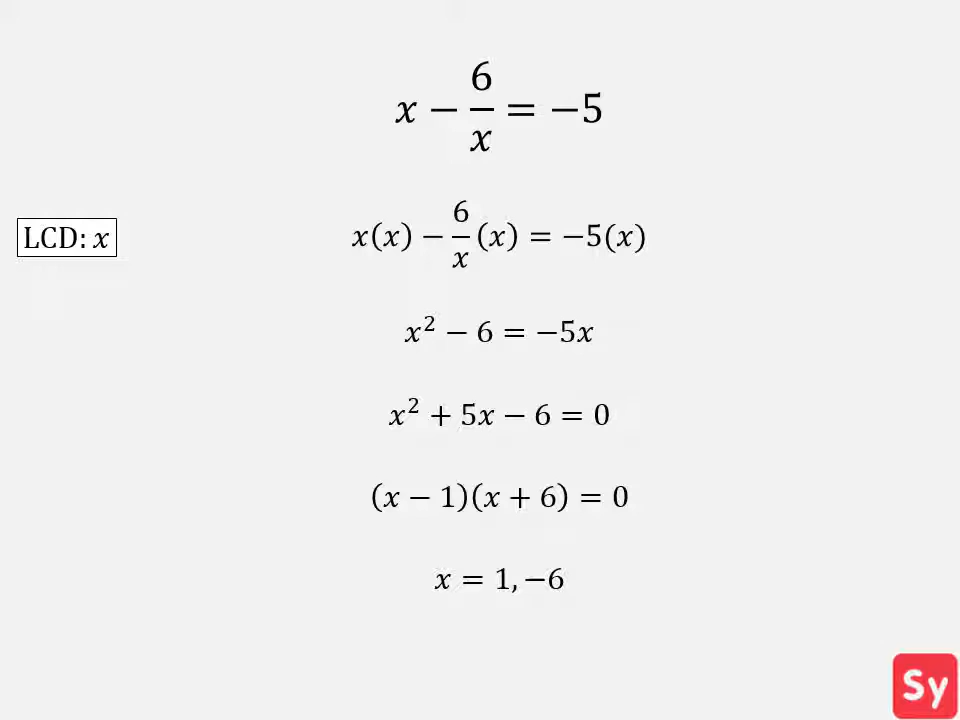 x − 6/x = −5
LCD: x
x(x) − 6/x (x) = −5(x)
x² − 6 = −5x
x² + 5x − 6 = 0
(x − 1)(x + 6) = 0
x = 1, −6
Sy